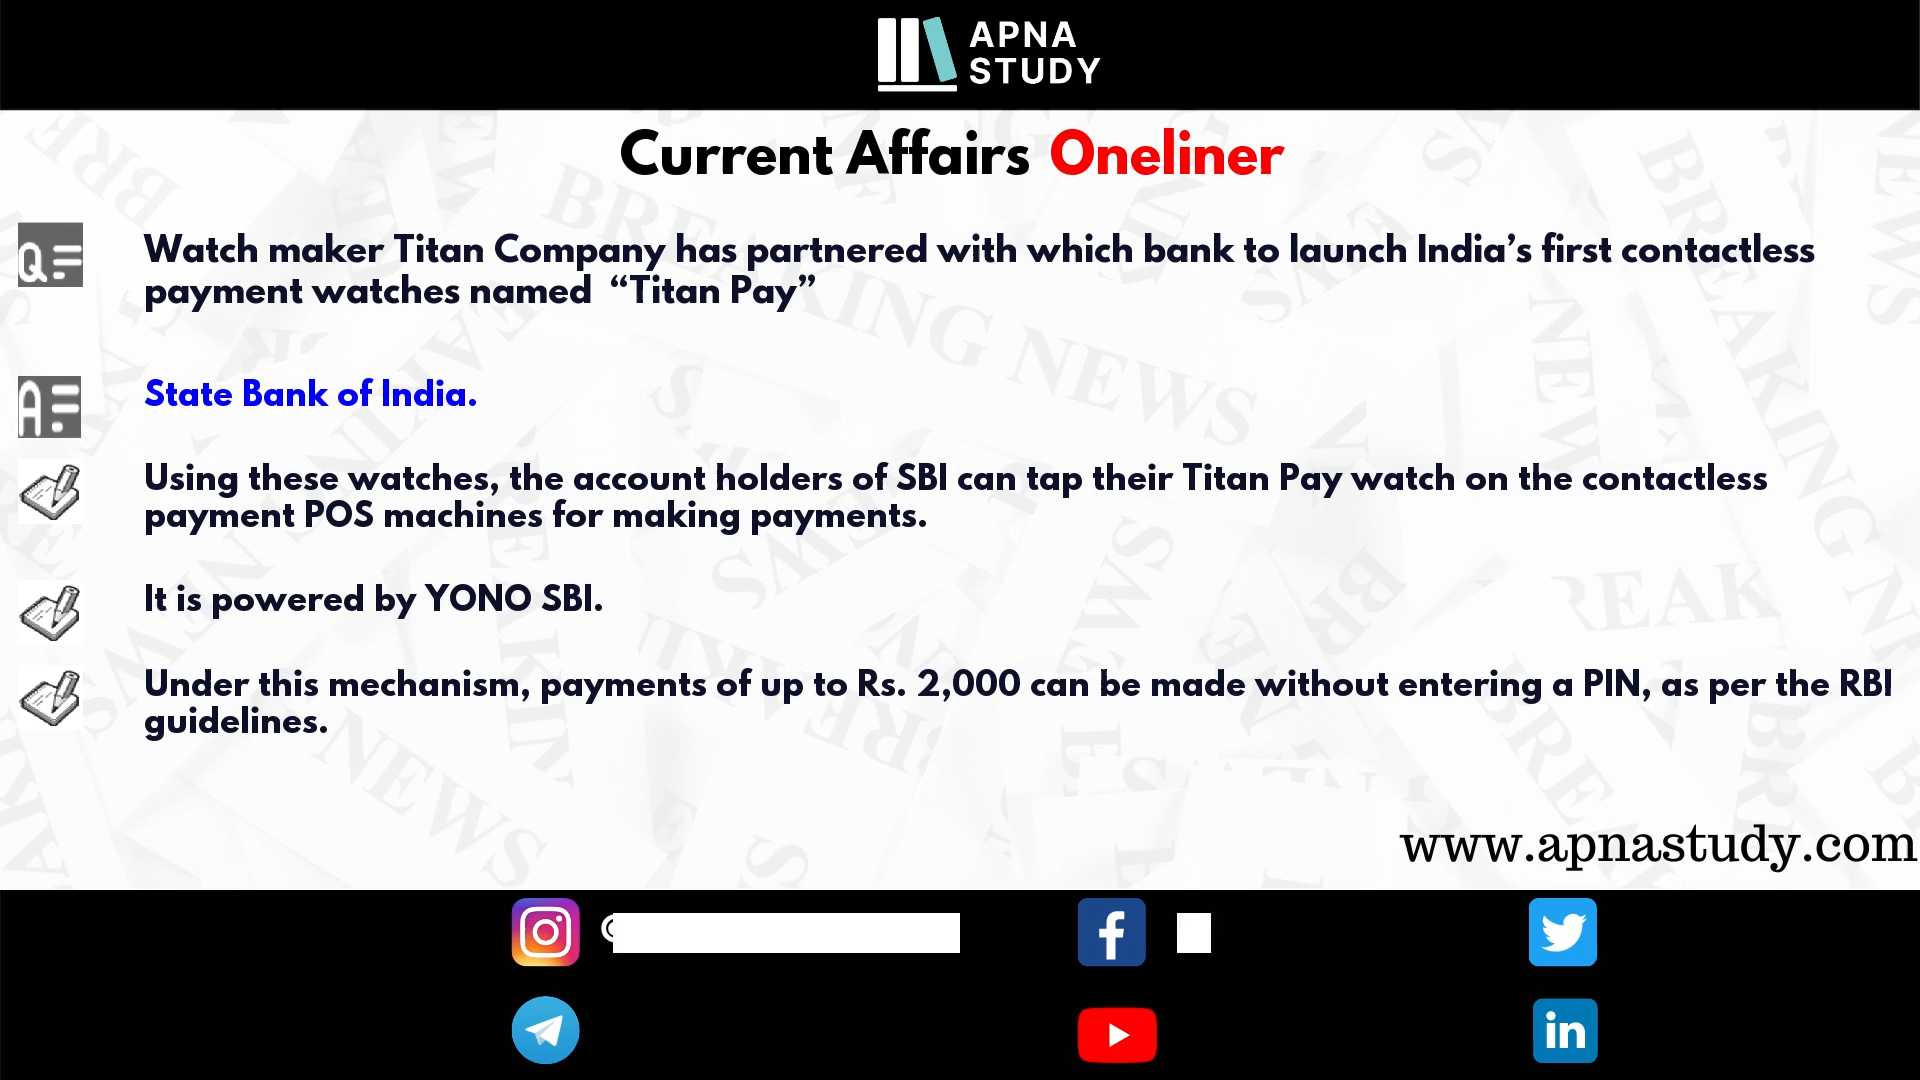 APNA
STUDY
Current Affairs Oneliner
Watch maker Titan Company has partnered with which bank to launch India’s first contactless
payment watches named “Titan Pay”
State Bank of India.
Using these watches, the account holders of SBI can tap their Titan Pay watch on the contactless
payment POS machines for making payments.
It is powered by YONO SBI.
Under this mechanism, payments of up to Rs. 2,000 can be made without entering a PIN, as per the RBI
guidelines.
www.apnastudy.com